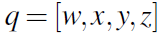 q = [w, x, y, z]